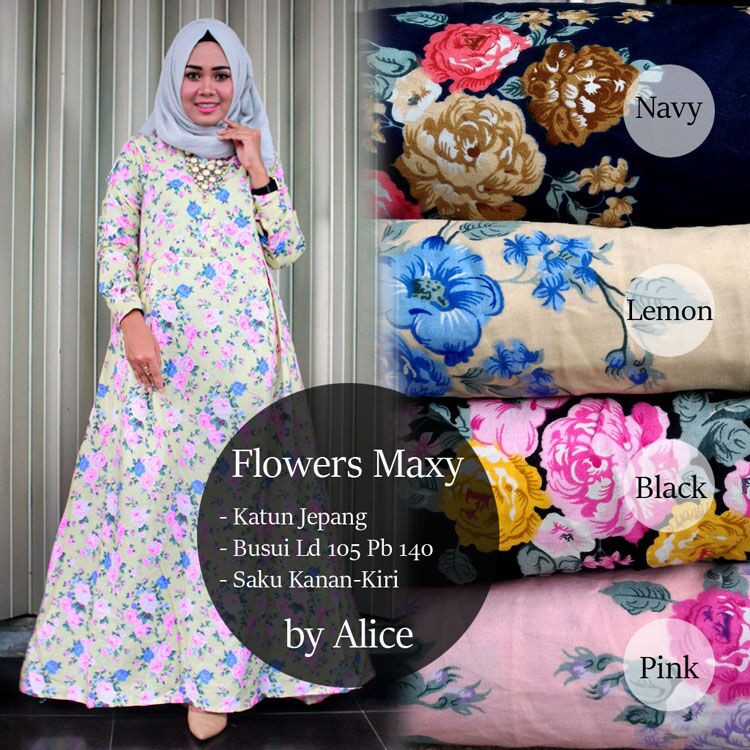 Navy
Lemon
Black
Pink
Flowers Maxy
- Katun Jepang
- Busui Ld 105 Pb 140
- Saku Kanan-Kiri
by Alice